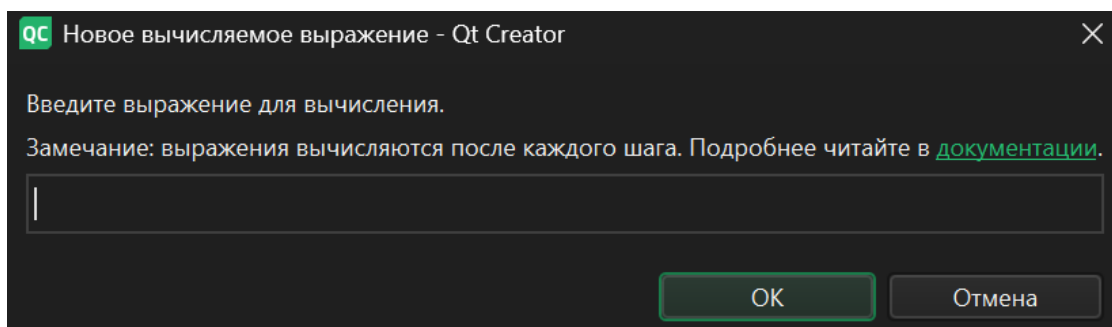 QC Новое вычисляемое выражение - Qt Creator
Введите выражение для вычисления.
Замечание: выражения вычисляются после каждого шага. Подробнее читайте в документации.
OK Отмена